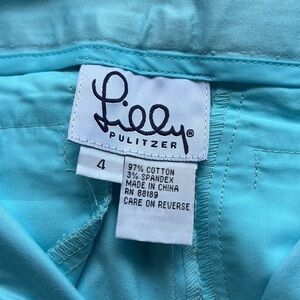 Lilly®
PULITZER
4
97% COTTON
3% SPANDEX
MADE IN CHINA
RN 88189
CARE ON REVERSE